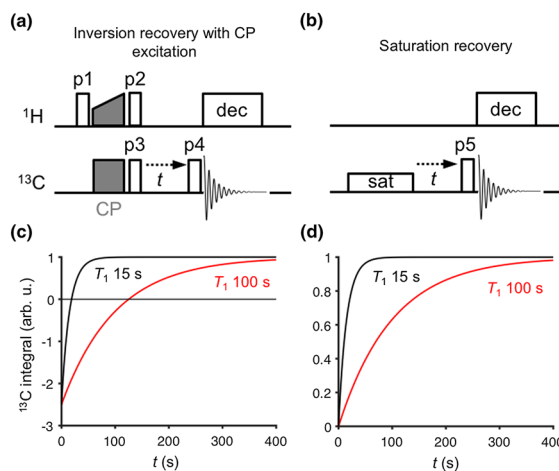 (a)
Inversion recovery with CP
excitation
p1
p2
¹H
dec
p3
p4
t
¹³C
CP
(b)
Saturation recovery
dec
p5
sat
t
(c)
1
0
-1
-2
-3
T₁ 15 s
T₁ 100 s
¹³C integral (arb. u.)
0 100 200 300 400
t (s)
(d)
1
0.8
0.6
0.4
0.2
0
T₁ 15 s
T₁ 100 s
0 100 200 300 400
t (s)